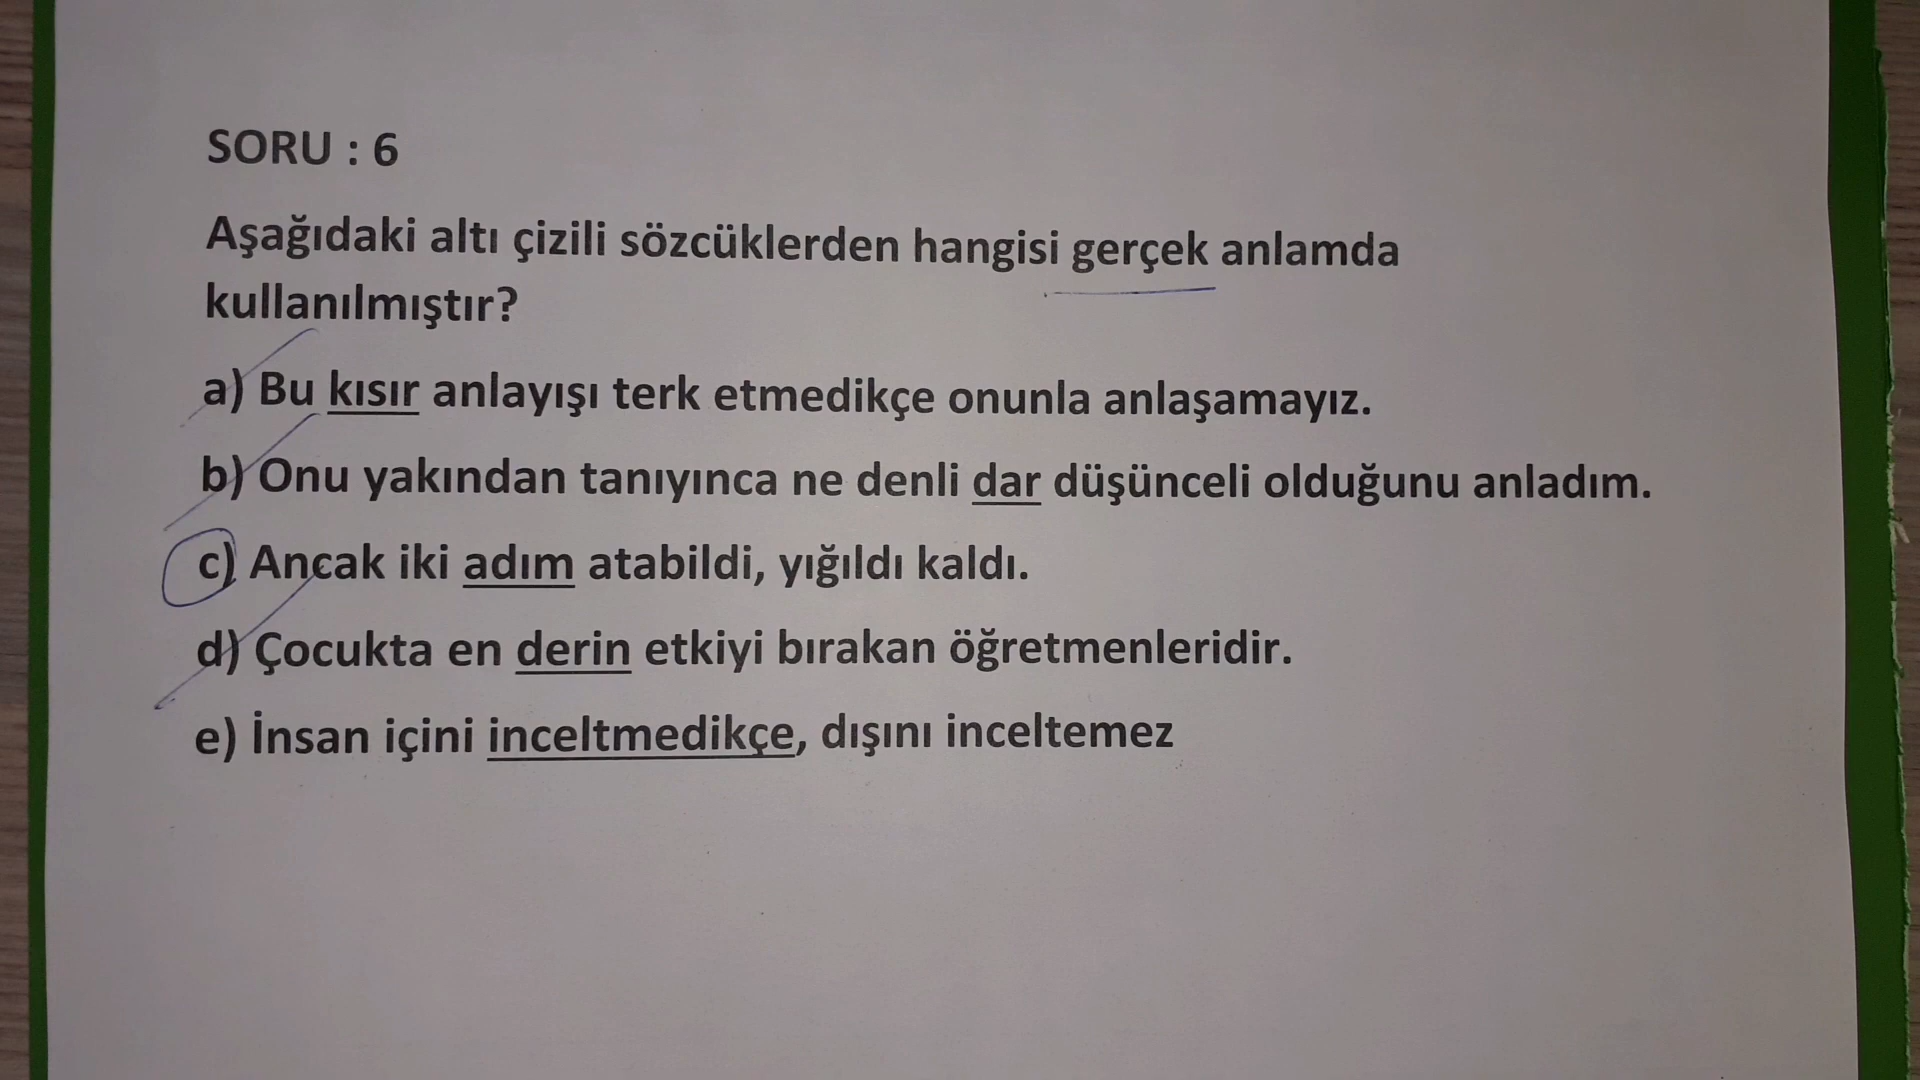 SORU : 6
Aşağıdaki altı çizili sözcüklerden hangisi gerçek anlamda
kullanılmıştır?
a) Bu kısır anlayışı terk etmedikçe onunla anlaşamayız.
b) Onu yakından tanıyınca ne denli dar düşünceli olduğunu anladım.
c) Ancak iki adım atabildi, yığıldı kaldı.
d) Çocukta en derin etkiyi bırakan öğretmenleridir.
e) İnsan içini inceltmedikçe, dışını inceltemez